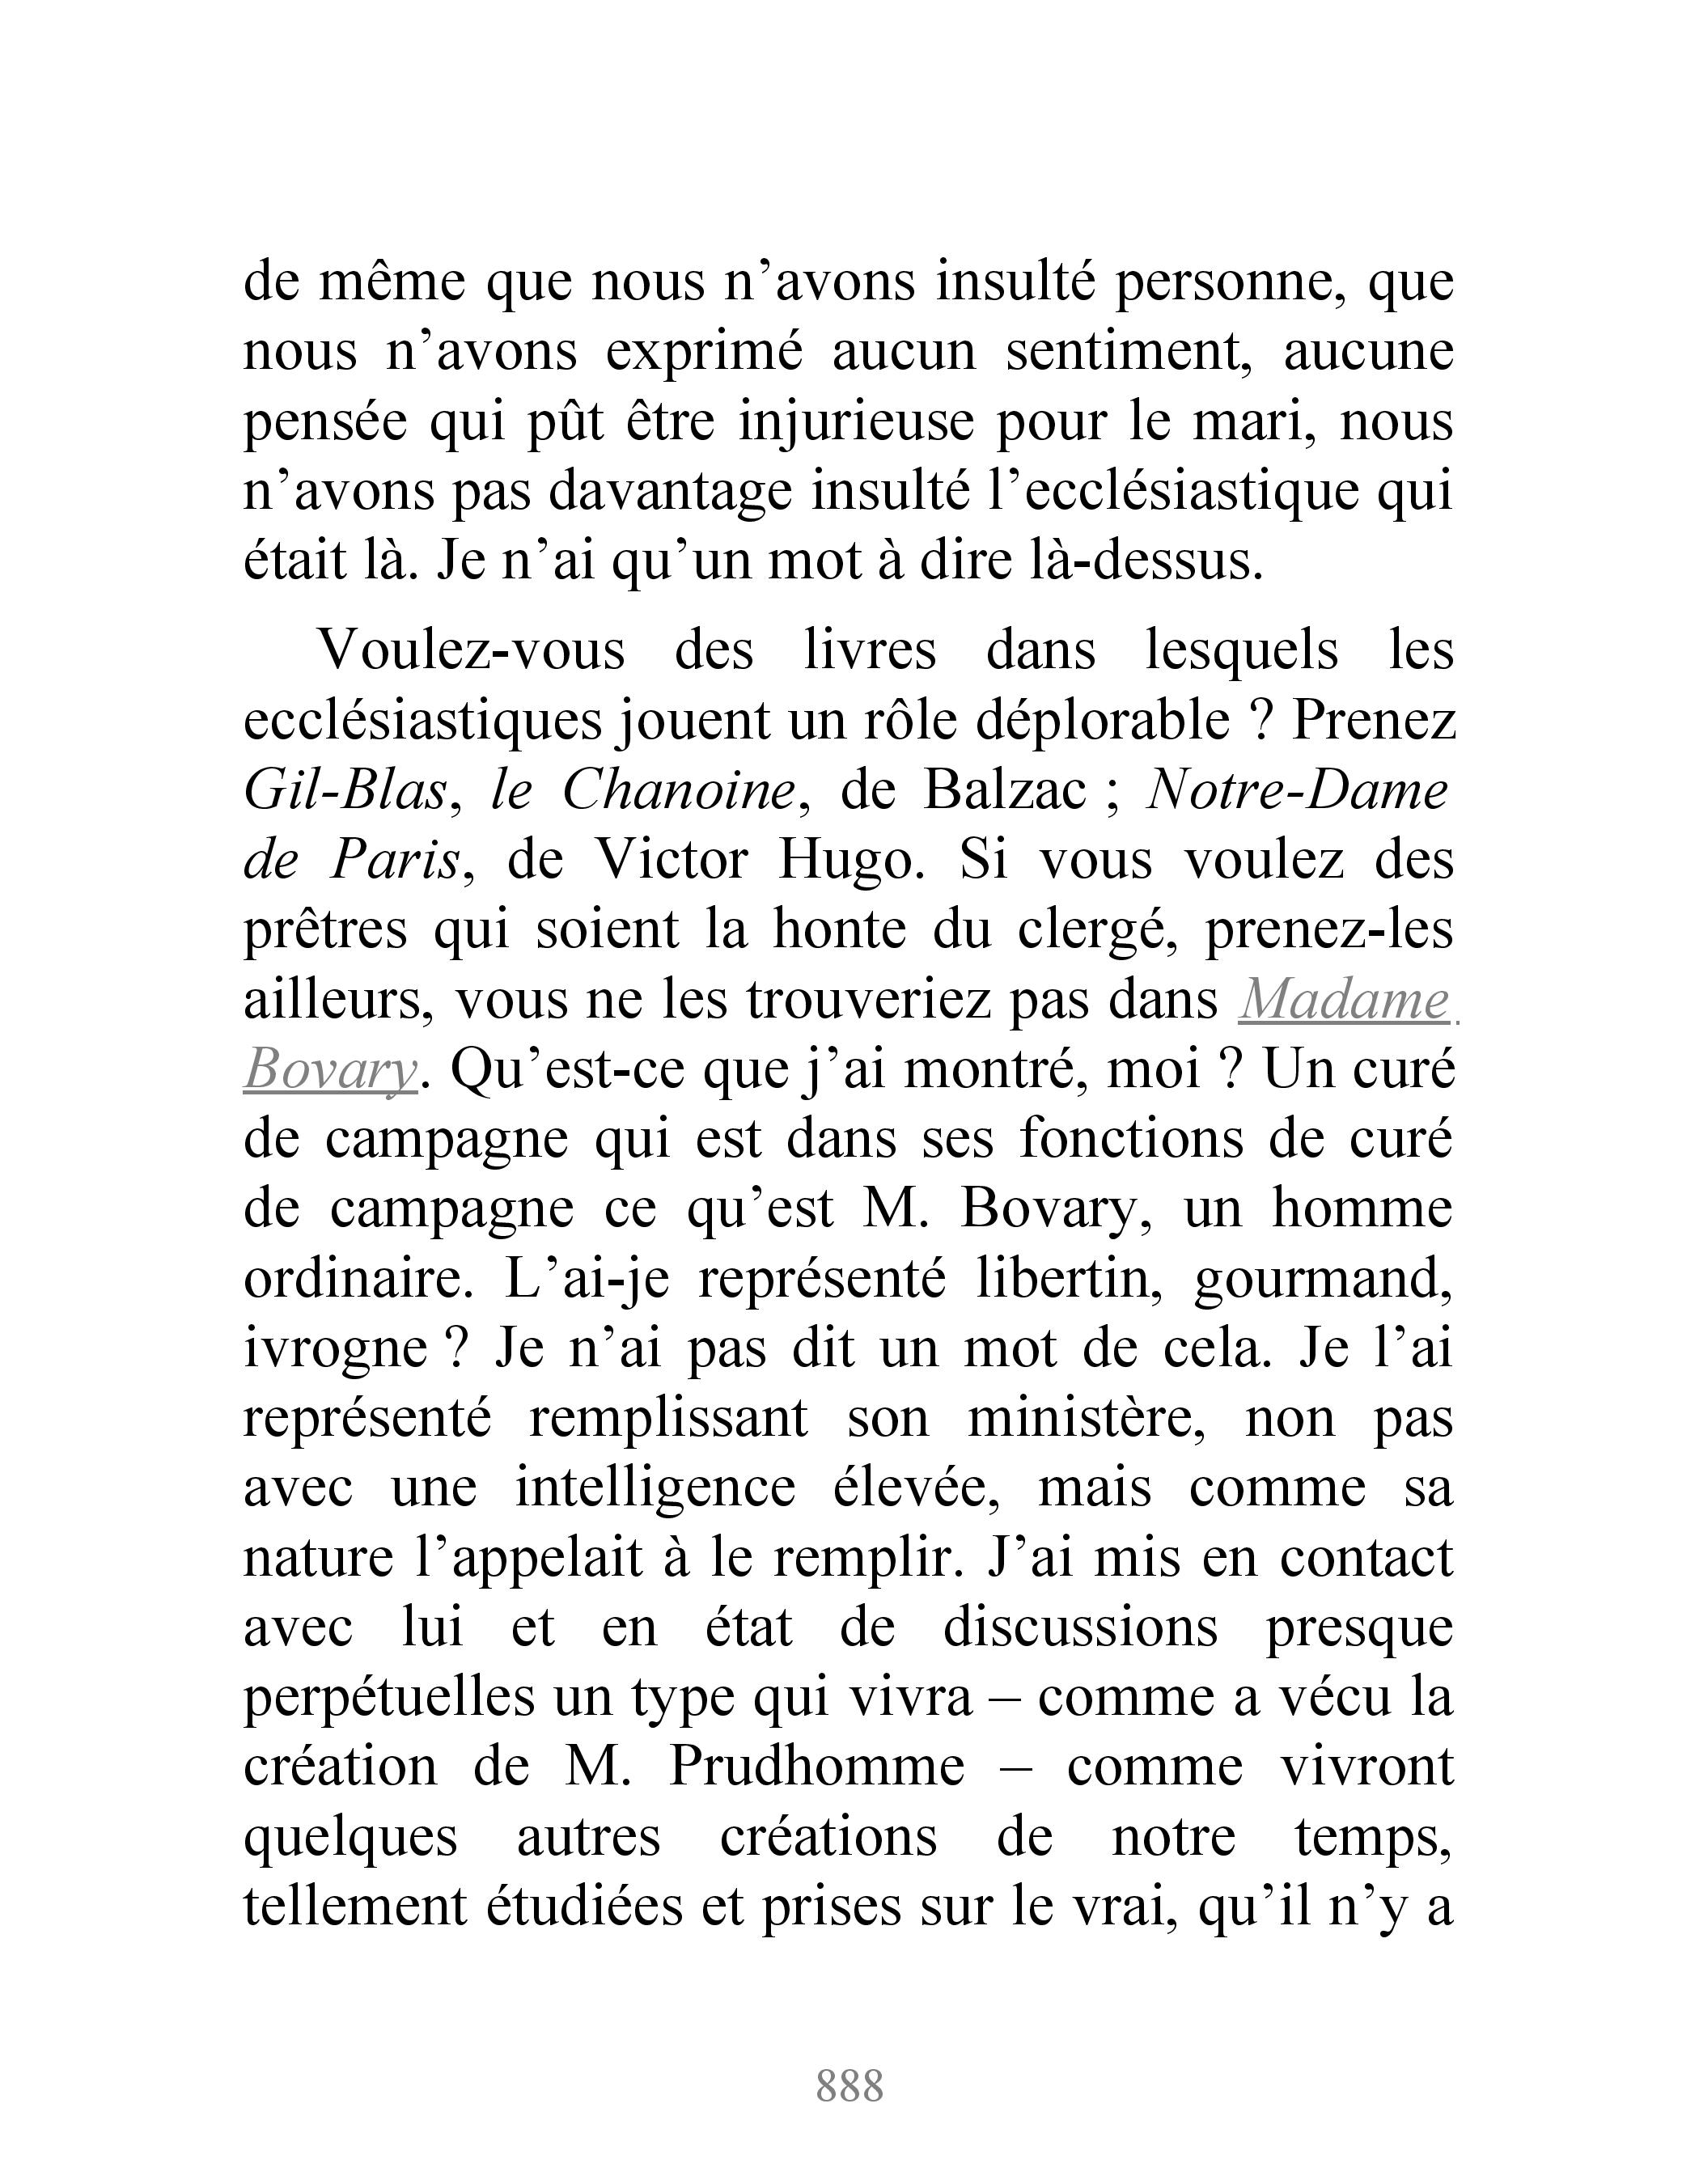 de même que nous n’avons insulté personne, que
nous n’avons exprimé aucun sentiment, aucune
pensée qui pût être injurieuse pour le mari, nous
n’avons pas davantage insulté l’ecclésiastique qui
était là. Je n’ai qu’un mot à dire là-dessus.
Voulez-vous des livres dans lesquels les
ecclésiastiques jouent un rôle déplorable ? Prenez
Gil-Blas, le Chanoine, de Balzac ; Notre-Dame
de Paris, de Victor Hugo. Si vous voulez des
prêtres qui soient la honte du clergé, prenez-les
ailleurs, vous ne les trouveriez pas dans Madame
Bovary. Qu’est-ce que j’ai montré, moi ? Un curé
de campagne qui est dans ses fonctions de curé
de campagne ce qu’est M. Bovary, un homme
ordinaire. L’ai-je représenté libertin, gourmand,
ivrogne ? Je n’ai pas dit un mot de cela. Je l’ai
représenté remplissant son ministère, non pas
avec une intelligence élevée, mais comme sa
nature l’appelait à le remplir. J’ai mis en contact
avec lui et en état de discussions presque
perpétuelles un type qui vivra – comme a vécu la
création de M. Prudhomme – comme vivront
quelques autres créations de notre temps,
tellement étudiées et prises sur le vrai, qu’il n’y a
888